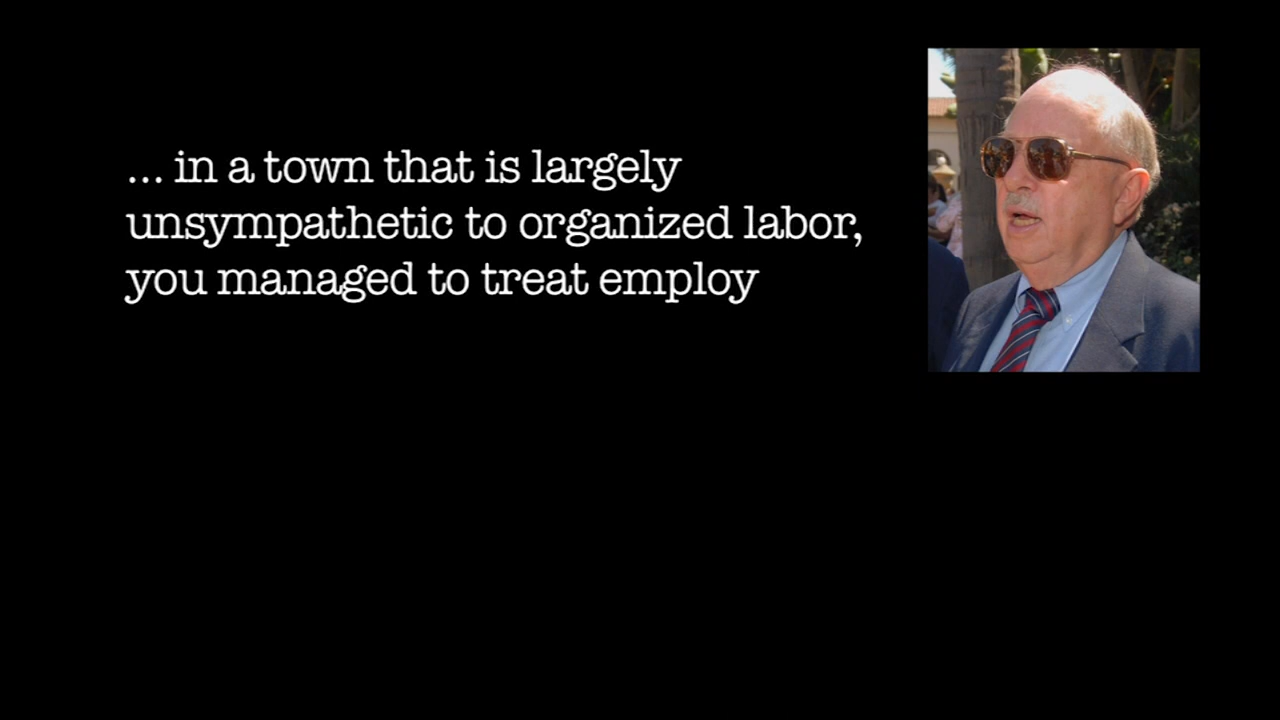 ... in a town that is largely
unsympathetic to organized labor,
you managed to treat employ